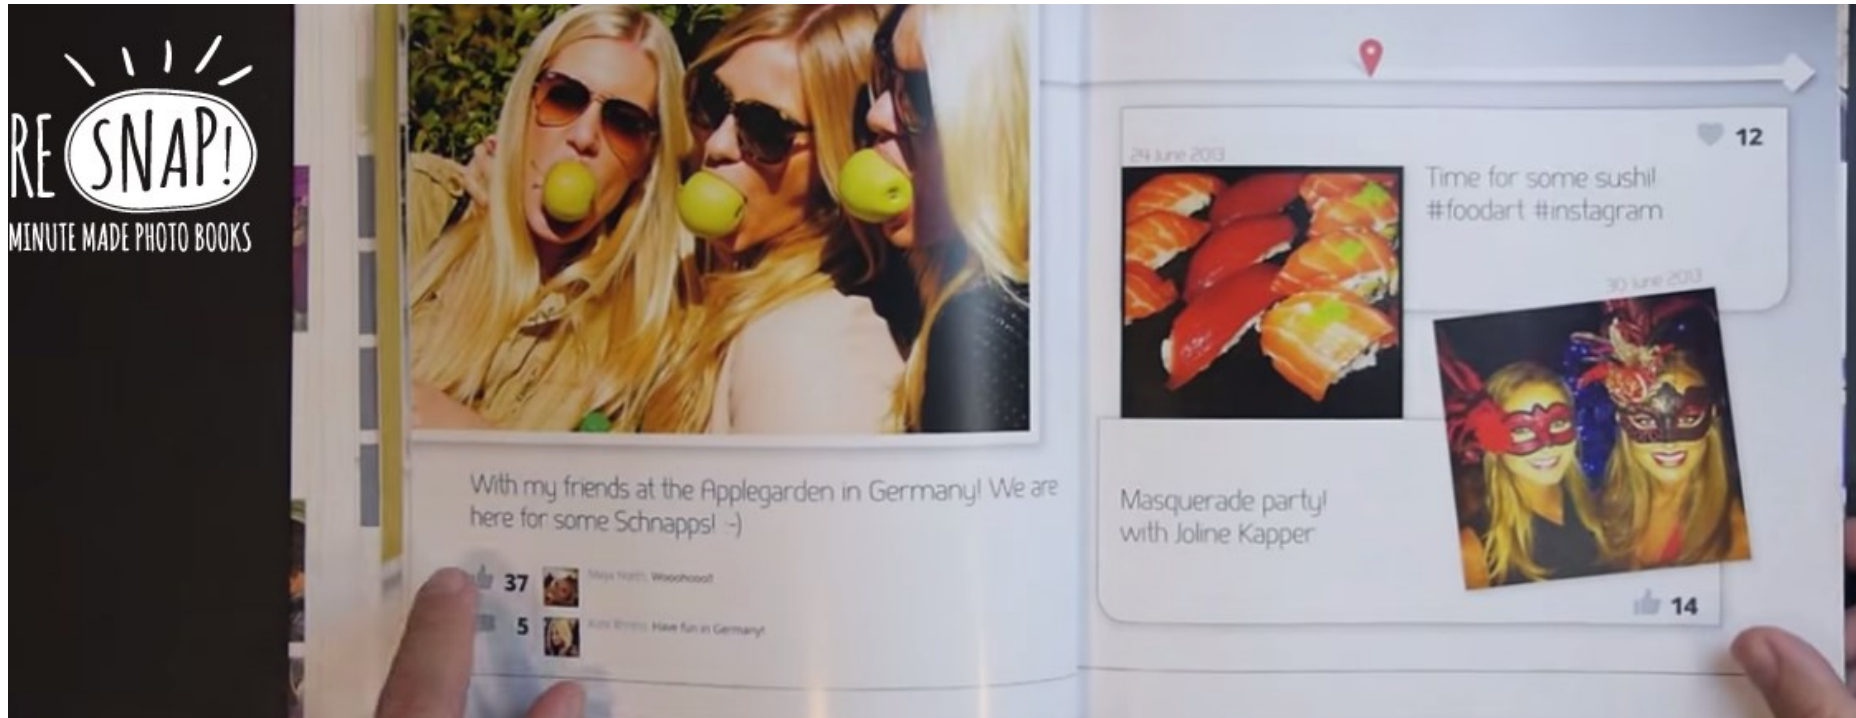 RE SNAP!
MINUTE MADE PHOTO BOOKS
With my friends at the Applegarden in Germany! We are
here for some Schnapps! :-)
37
Wooohooo!!
5
Have fun in Germany!
24 June 2013
12
Time for some sushi!
#foodart #instagram
30 June 2013
Masquerade party!
with Joline Kapper
14